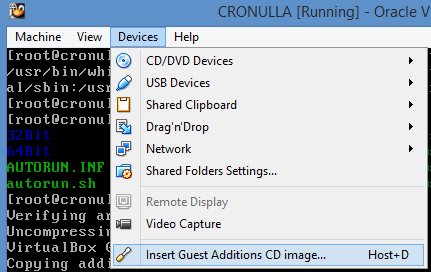 CRONULLA [Running] - Oracle V
Machine View Devices Help
[root@cronul
/usr/bin/whi
al/sbin:/us
[root@cronul
[root@cronul
32Bit
64Bit
AUTORUN.INF
autorun.sh
[root@cronul
Verifying ar
Uncompressin
VirtualBox G
Copying addi
CD/DVD Devices
USB Devices
Shared Clipboard
Drag'n'Drop
Network
Shared Folders Settings...
Remote Display
Video Capture
Insert Guest Additions CD image... Host+D